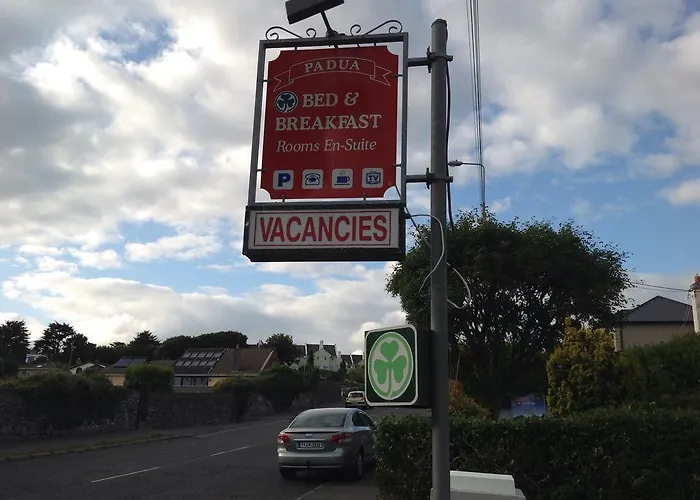 PADUA
BED &
BREAKFAST
Rooms En-Suite
P
TV
VACANCIES